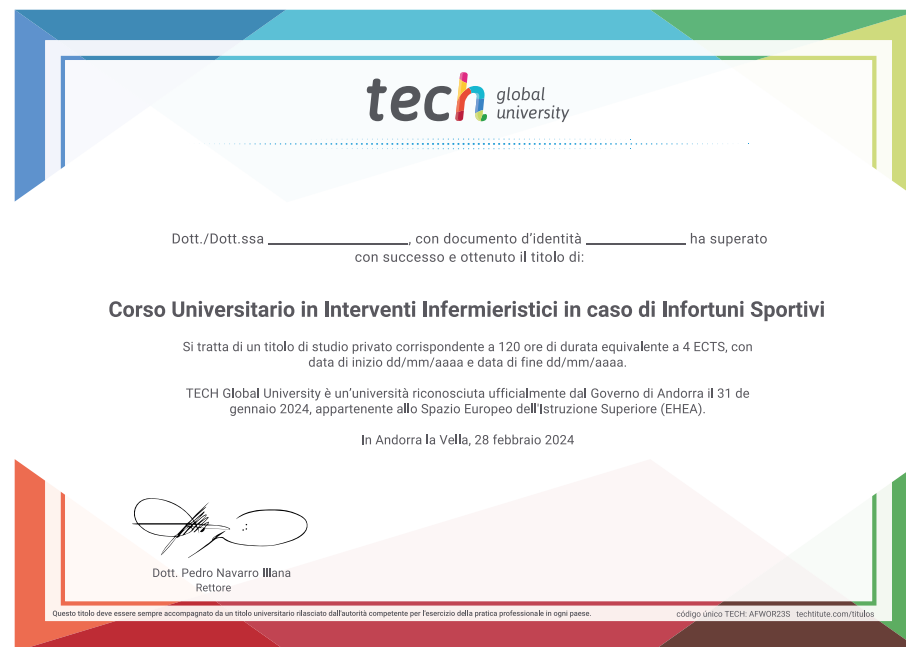 tech global university
Dott./Dott.ssa ____________________, con documento d'identità ______________ ha superato
con successo e ottenuto il titolo di:
Corso Universitario in Interventi Infermieristici in caso di Infortuni Sportivi
Si tratta di un titolo di studio privato corrispondente a 120 ore di durata equivalente a 4 ECTS, con
data di inizio dd/mm/aaaa e data di fine dd/mm/aaaa.
TECH Global University è un'università riconosciuta ufficialmente dal Governo di Andorra il 31 de
gennaio 2024, appartenente allo Spazio Europeo dell'Istruzione Superiore (EHEA).
In Andorra la Vella, 28 febbraio 2024
Dott. Pedro Navarro Illana
Rettore
Questo titolo deve essere sempre accompagnato da un titolo universitario rilasciato dall'autorità competente per l'esercizio della pratica professionale in ogni paese.
código único TECH: AFWOR23S techtitute.com/titulos